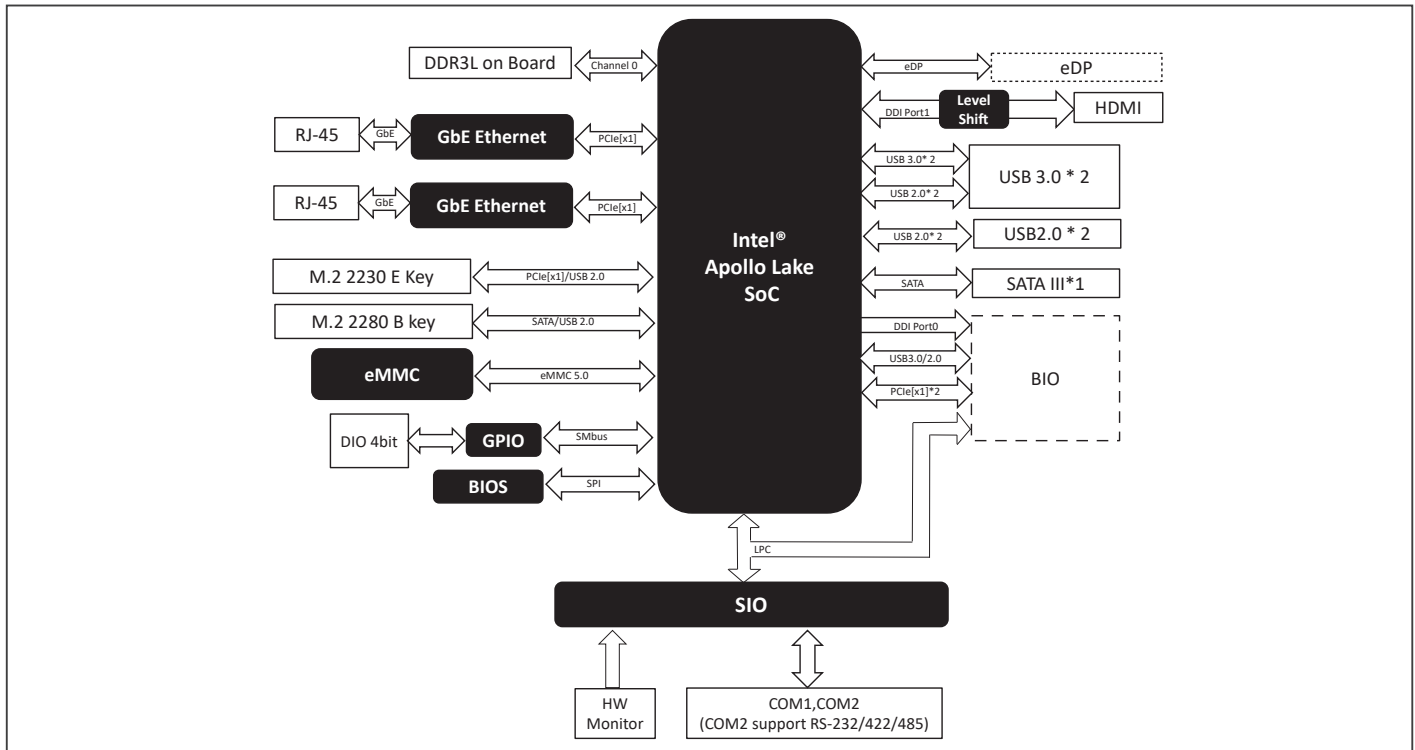 DDR3L on Board
Channel 0
RJ-45
GbE
GbE Ethernet
PCIe[x1]
RJ-45
GbE
GbE Ethernet
PCIe[x1]
M.2 2230 E Key
PCIe[x1]/USB 2.0
M.2 2280 B key
SATA/USB 2.0
eMMC
eMMC 5.0
DIO 4bit
GPIO
SMbus
BIOS
SPI
Intel®
Apollo Lake
SoC
eDP
eDP
DDI Port1
Level
Shift
HDMI
USB 3.0* 2
USB 2.0* 2
USB 3.0 * 2
USB 2.0* 2
USB2.0 * 2
SATA
SATA III*1
DDI Port0
USB3.0/2.0
PCIe[x1]*2
BIO
LPC
SIO
HW
Monitor
COM1,COM2
(COM2 support RS-232/422/485)